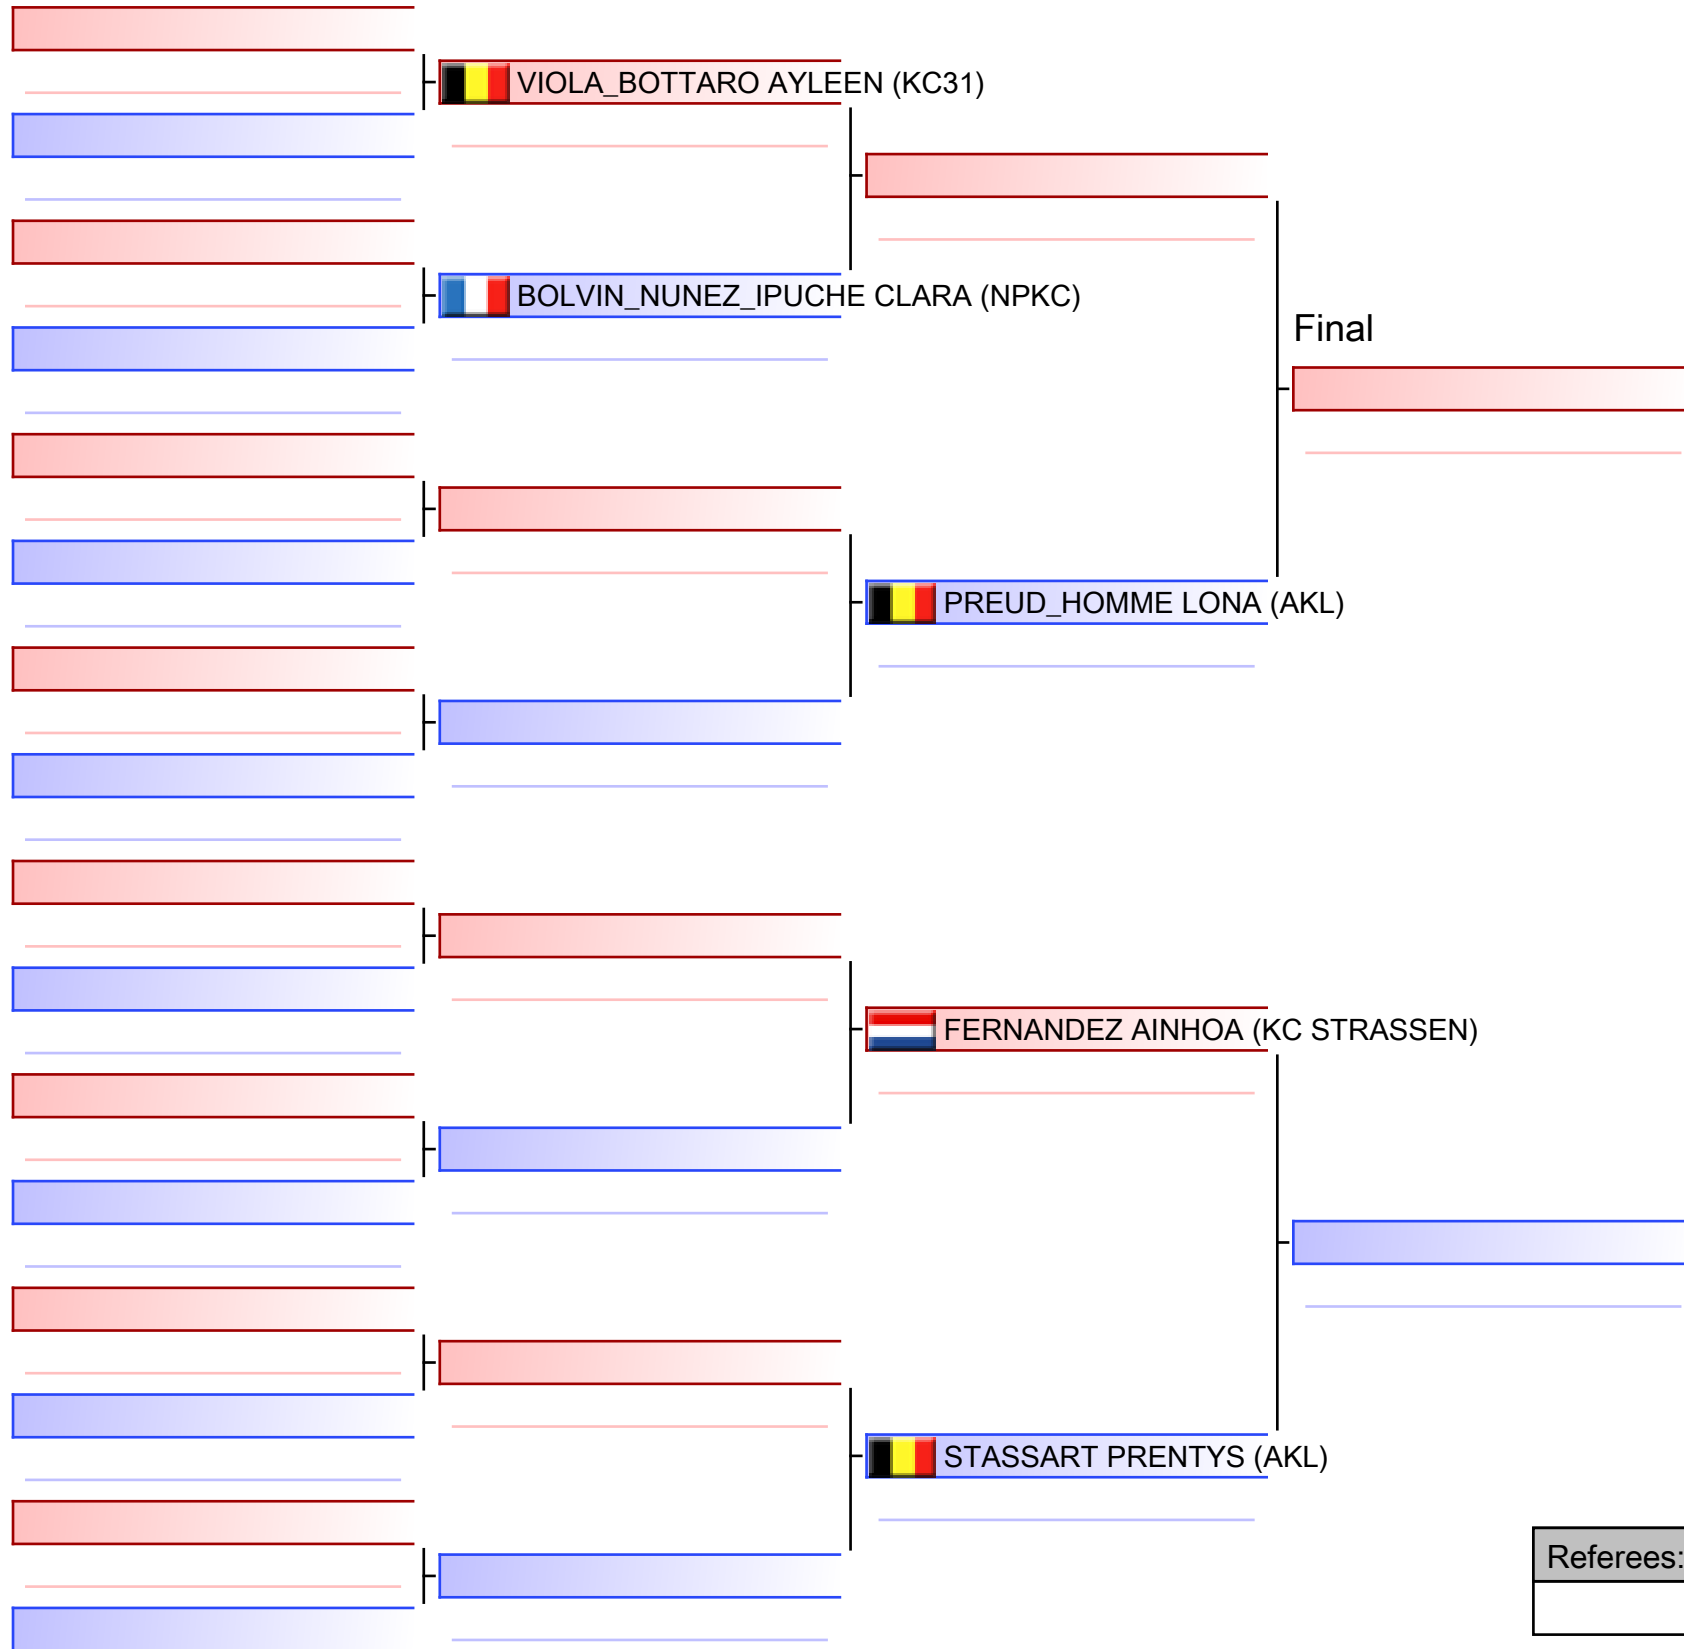 VIOLA_BOTTARO AYLEEN (KC31)
BOLVIN_NUNEZ_IPUCHE CLARA (NPKC)
Final
PREUD_HOMME LONA (AKL)
FERNANDEZ AINHOA (KC STRASSEN)
STASSART PRENTYS (AKL)
Referees: